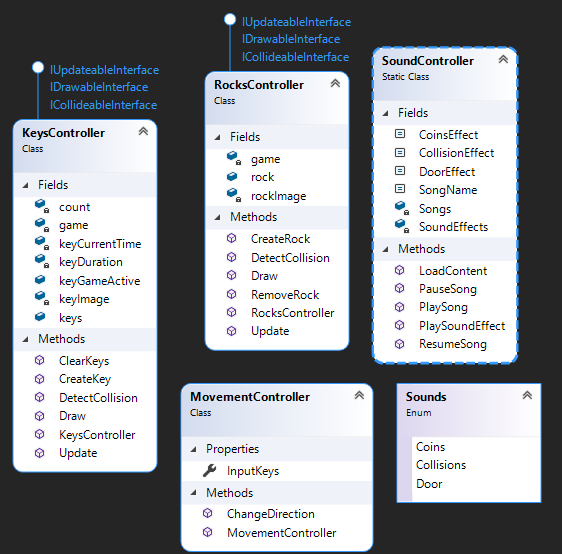 IUpdateableInterface
IDrawableInterface
ICollideableInterface
KeysController
Class
Fields
count
game
keyCurrentTime
keyDuration
keyGameActive
keyImage
keys
Methods
ClearKeys
CreateKey
DetectCollision
Draw
KeysController
Update
IUpdateableInterface
IDrawableInterface
ICollideableInterface
RocksController
Class
Fields
game
rock
rockImage
Methods
CreateRock
DetectCollision
Draw
RemoveRock
RocksController
Update
SoundController
Static Class
Fields
CoinsEffect
CollisionEffect
DoorEffect
SongName
Songs
SoundEffects
Methods
LoadContent
PauseSong
PlaySong
PlaySoundEffect
ResumeSong
MovementController
Class
Properties
InputKeys
Methods
ChangeDirection
MovementController
Sounds
Enum
Coins
Collisions
Door